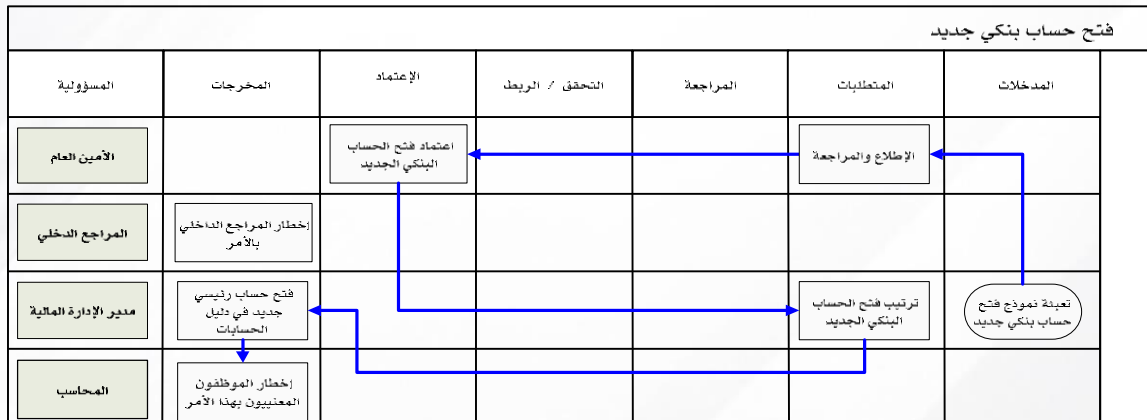 فتح حساب بنكي جديد
المدخلات
المتطلبات
المراجعة
التحقق / الربط
الإعتماد
المخرجات
المسؤولية
الإطلاع والمراجعة
اعتماد فتح الحساب
البنكي الجديد
الأمين العام
إخطار المراجع الداخلي
بالأمر
المراجع الدخلي
تعبئة نموذج فتح
حساب بنكي جديد
ترتيب فتح الحساب
البنكي الجديد
فتح حساب رئيسي
جديد في دليل
الحسابات
مدير الإدارة المالية
إخطار الموظفون
المعنييون بهذا الأمر
المحاسب